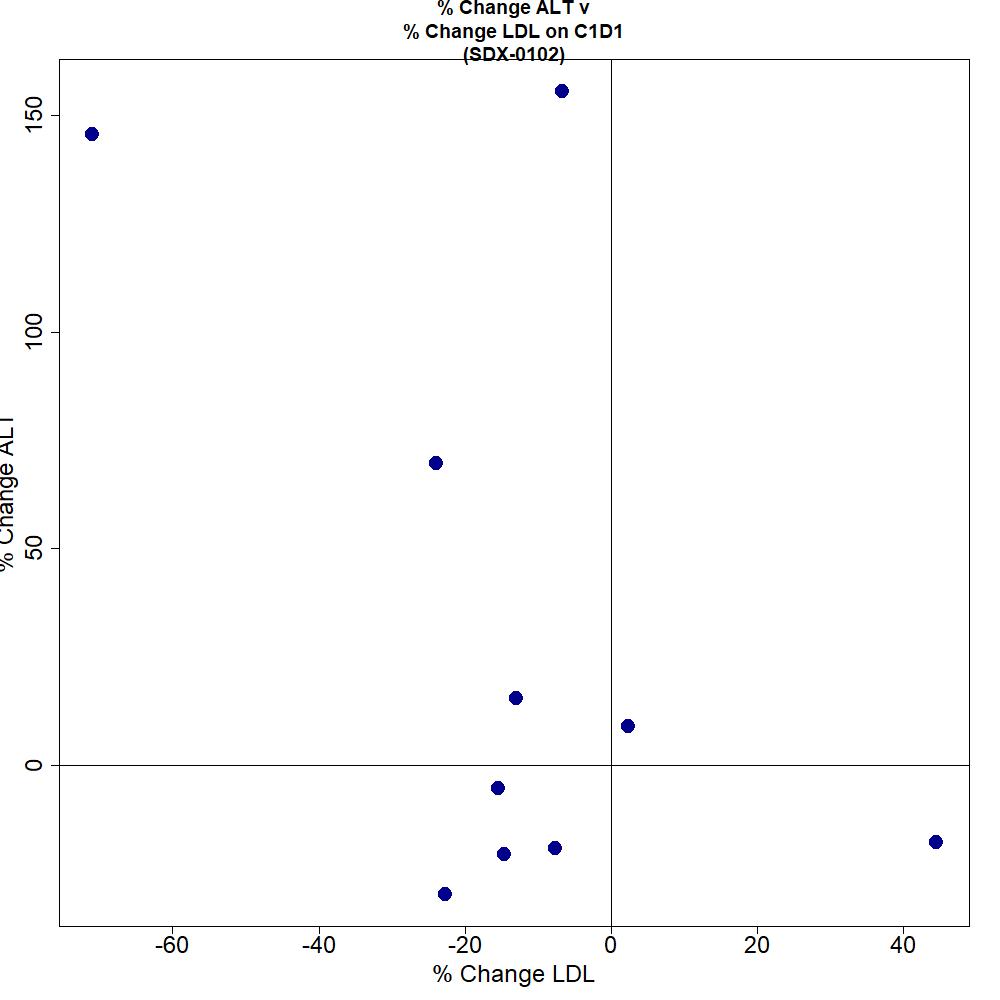 % Change ALT v
% Change LDL on C1D1
(SDX-0102)
% Change ALT
150
100
50
0
-60 -40 -20 0 20 40
% Change LDL